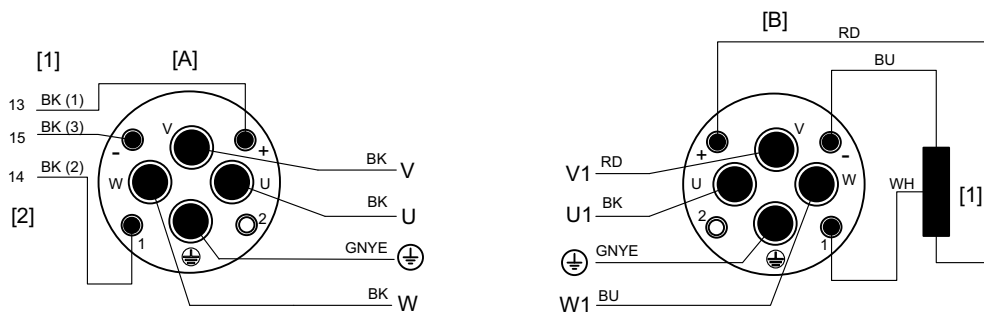 [1] [A]
13 BK (1)
15 BK (3)
14 BK (2)
[2]
V
- +
W U
1 2
BK V
BK U
GNYE
BK W
[B]
RD
BU
V
+ -
U W
2 1
V1 RD
U1 BK
GNYE
W1 BU
WH
[1]